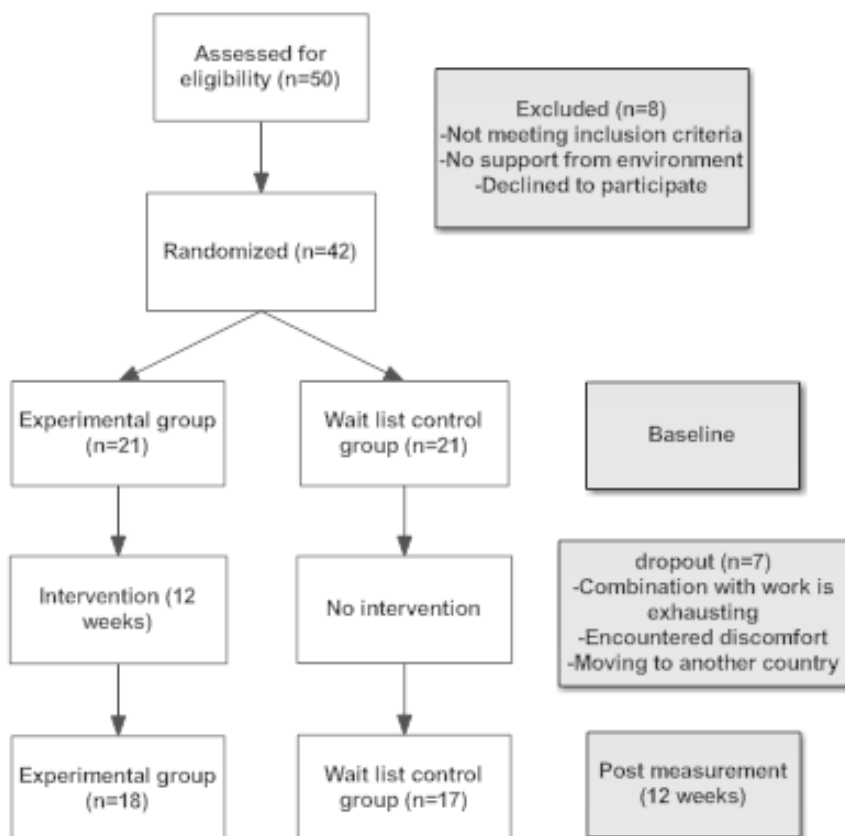 Assessed for
eligibility (n=50)
Excluded (n=8)
-Not meeting inclusion criteria
-No support from environment
-Declined to participate
Randomized (n=42)
Experimental group
(n=21)
Wait list control
group (n=21)
Baseline
Intervention (12
weeks)
No intervention
dropout (n=7)
-Combination with work is
exhausting
-Encountered discomfort
-Moving to another country
Experimental group
(n=18)
Wait list control
group (n=17)
Post measurement
(12 weeks)